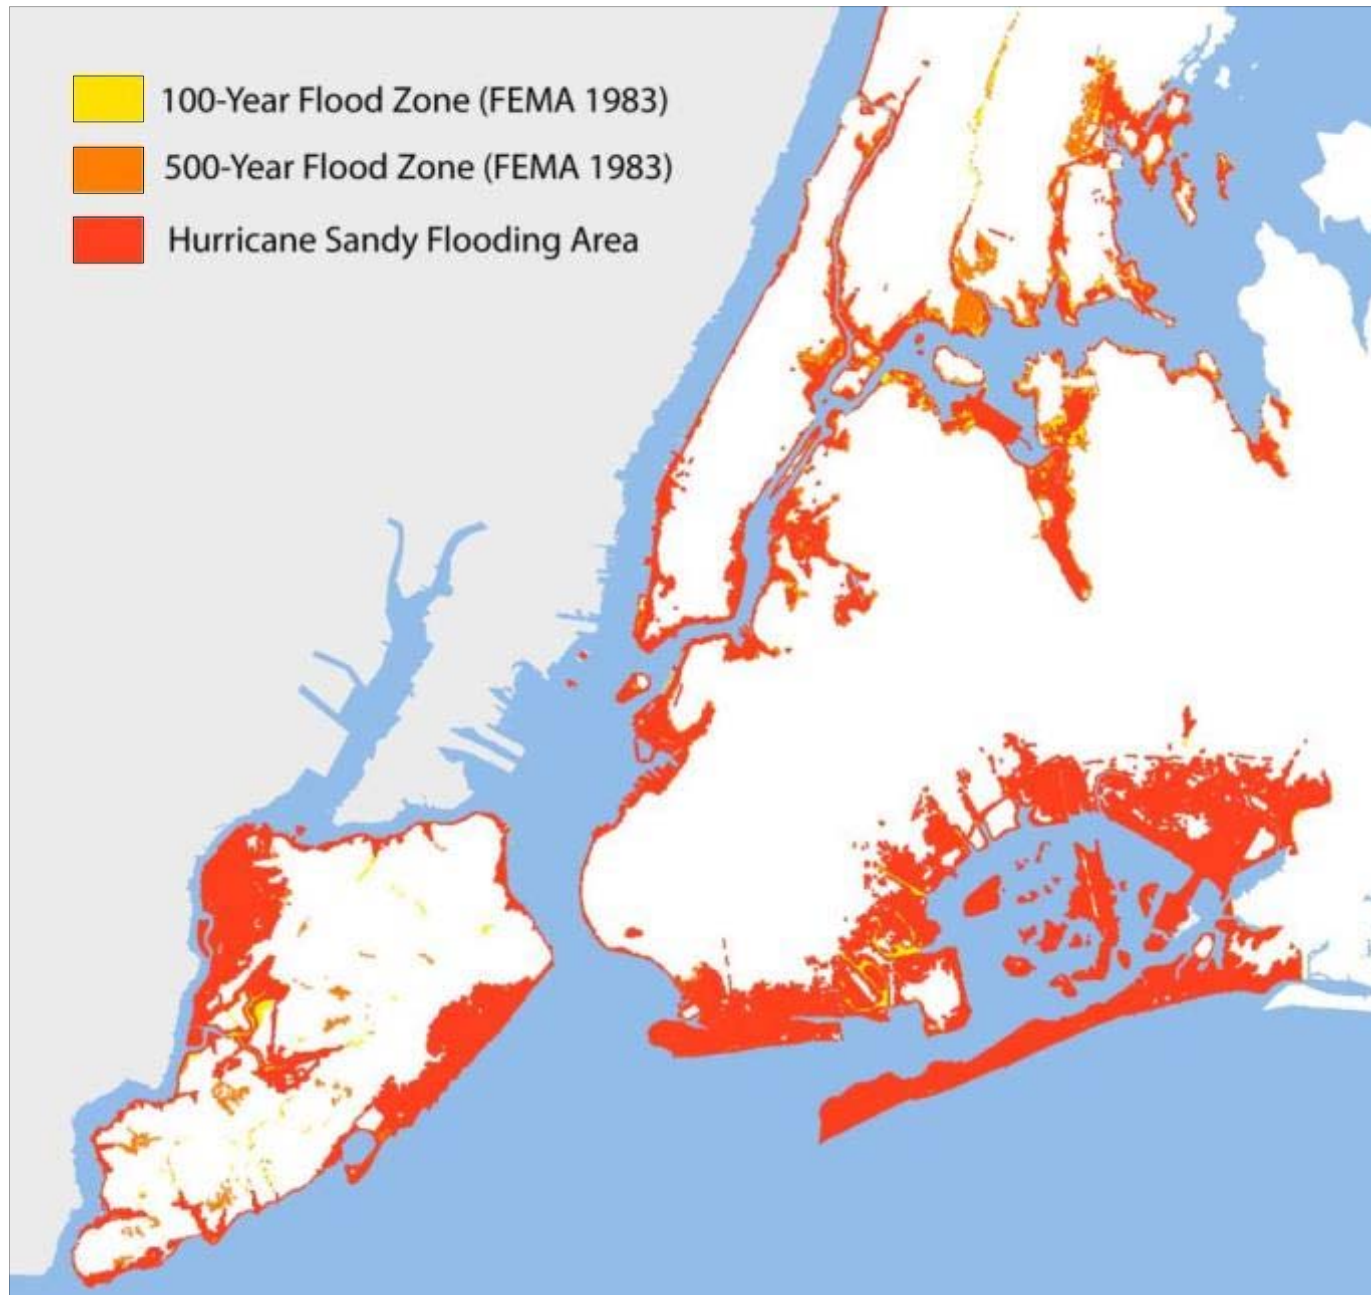 100-Year Flood Zone (FEMA 1983)
500-Year Flood Zone (FEMA 1983)
Hurricane Sandy Flooding Area